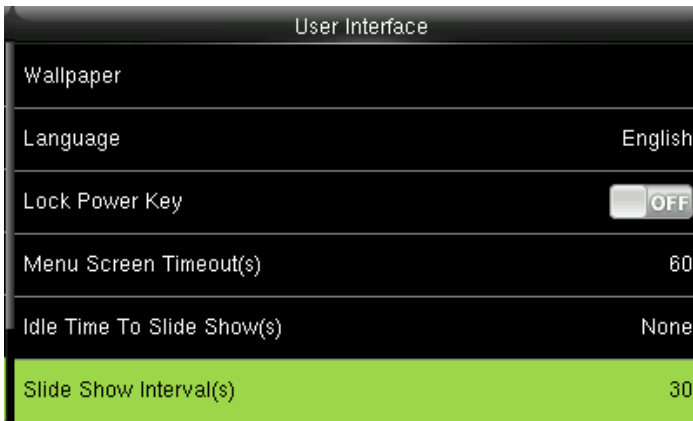 User Interface
Wallpaper
Language English
Lock Power Key OFF
Menu Screen Timeout(s) 60
Idle Time To Slide Show(s) None
Slide Show Interval(s) 30